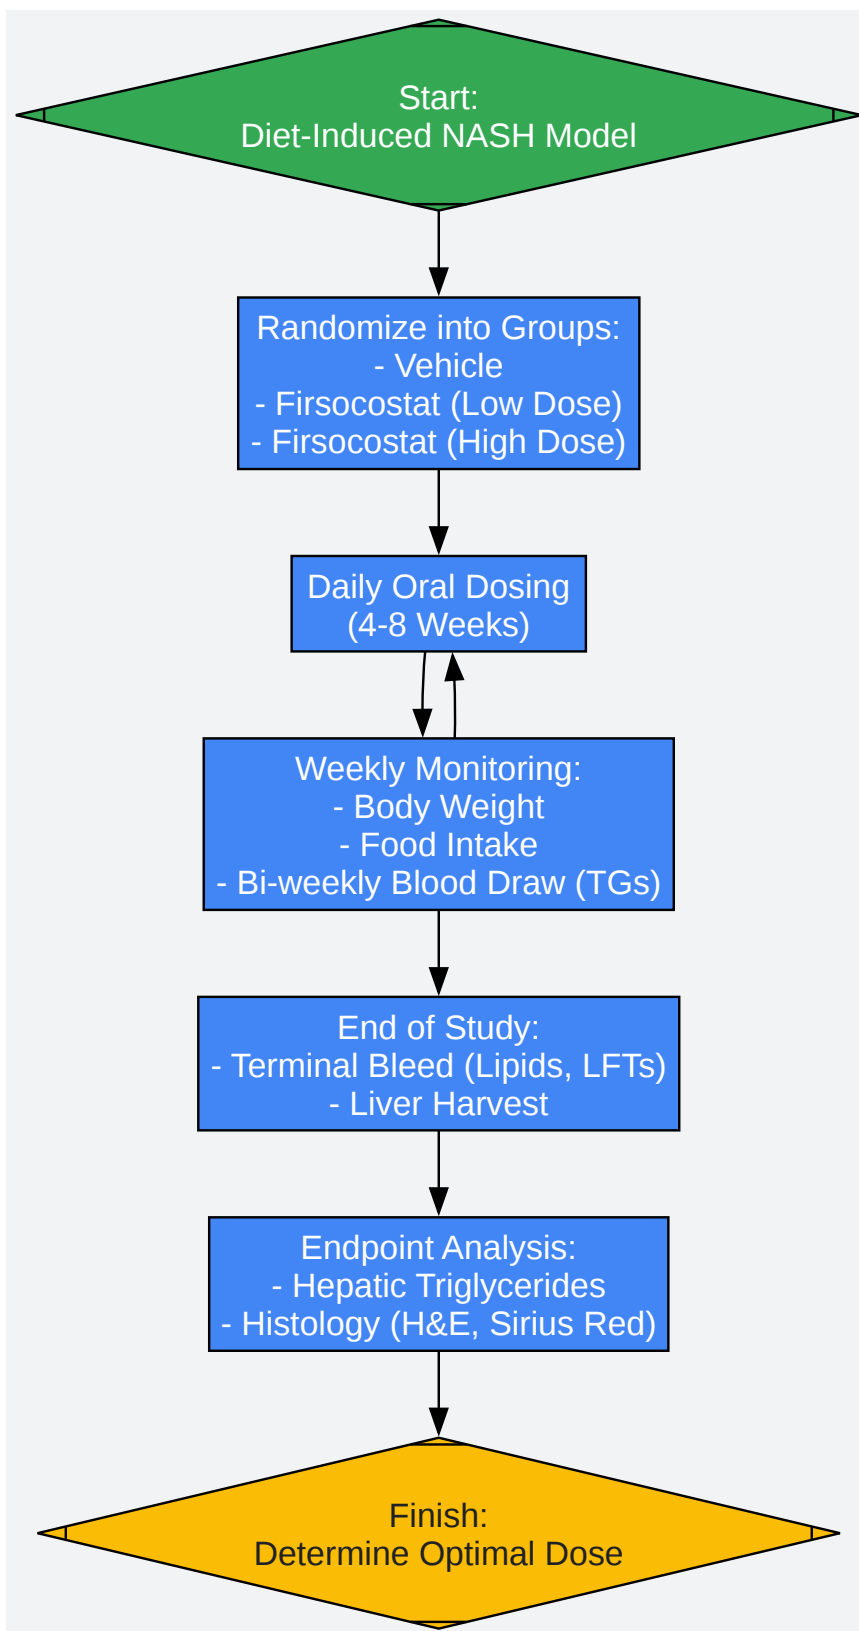 Start:
Diet-Induced NASH Model
Randomize into Groups:
- Vehicle
- Firsocostat (Low Dose)
- Firsocostat (High Dose)
Daily Oral Dosing
(4-8 Weeks)
Weekly Monitoring:
- Body Weight
- Food Intake
- Bi-weekly Blood Draw (TGs)
End of Study:
- Terminal Bleed (Lipids, LFTs)
- Liver Harvest
Endpoint Analysis:
- Hepatic Triglycerides
- Histology (H&E, Sirius Red)
Finish:
Determine Optimal Dose